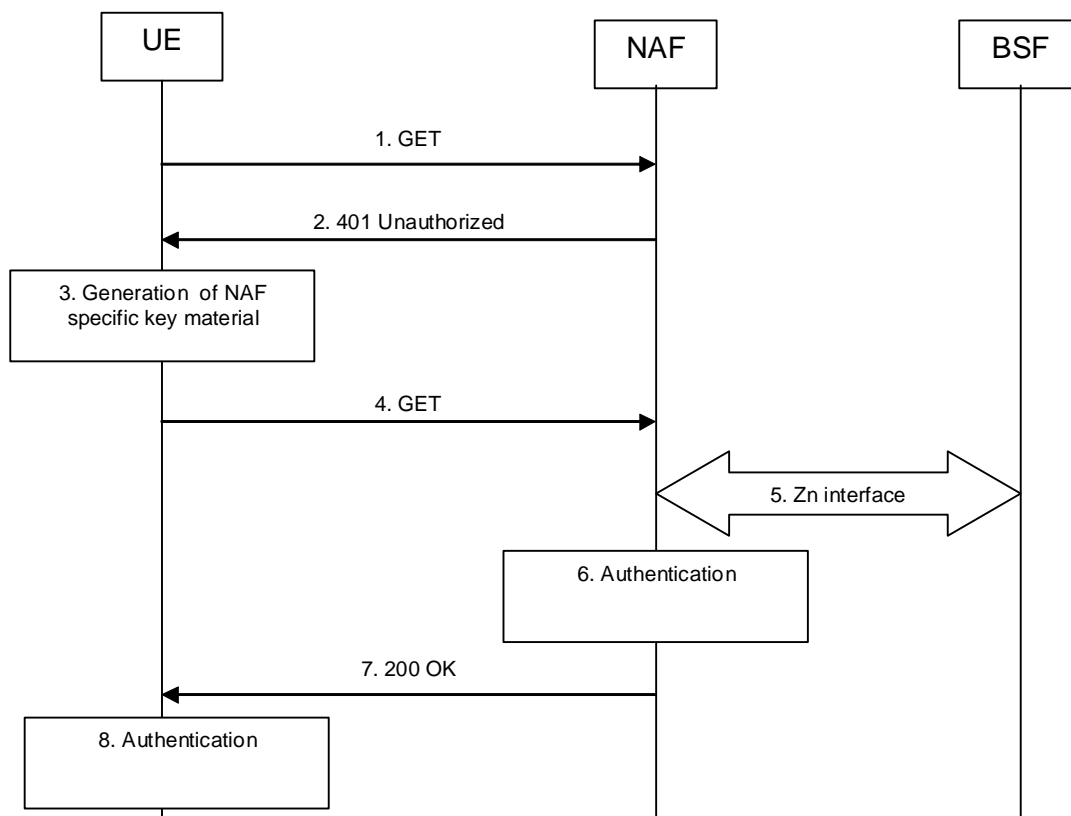 UE
NAF
BSF
1. GET
2. 401 Unauthorized
3. Generation of NAF
specific key material
4. GET
5. Zn interface
6. Authentication
7. 200 OK
8. Authentication